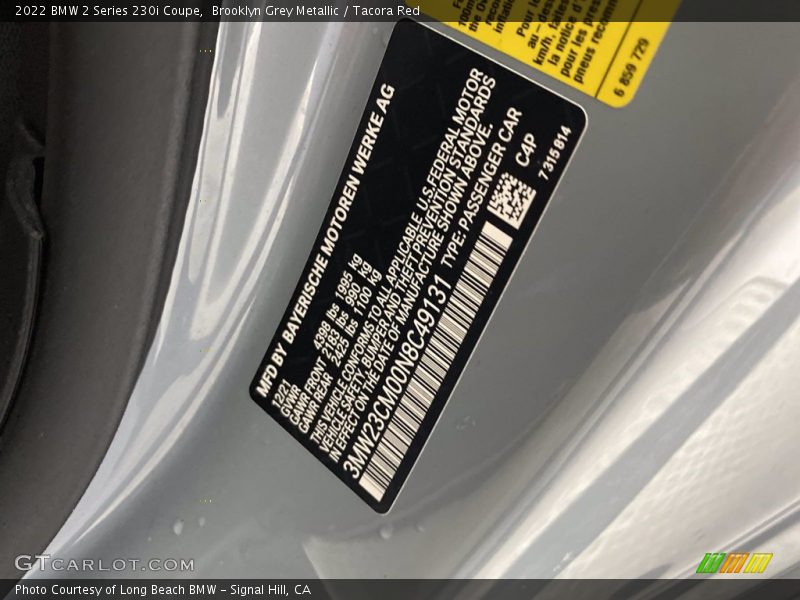 2022 BMW 2 Series 230i Coupe, Brooklyn Grey Metallic / Tacora Red
6 859 729
MFD BY BAYERISCHE MOTOREN WERKE AG
GVWR 4398 lbs 1995 kg
GAWR FRONT 2183 lbs 990 kg
GAWR REAR 2425 lbs 1100 kg
THIS VEHICLE CONFORMS TO ALL APPLICABLE U.S.FEDERAL MOTOR
VEHICLE SAFETY, BUMPER AND THEFT PREVENTION STANDARDS
IN EFFECT ON THE DATE OF MANUFACTURE SHOWN ABOVE.
3MW23CM00N8C49131 TYPE: PASSENGER CAR
C4P
7315814
GTCARLOT.COM
Photo Courtesy of Long Beach BMW – Signal Hill, CA